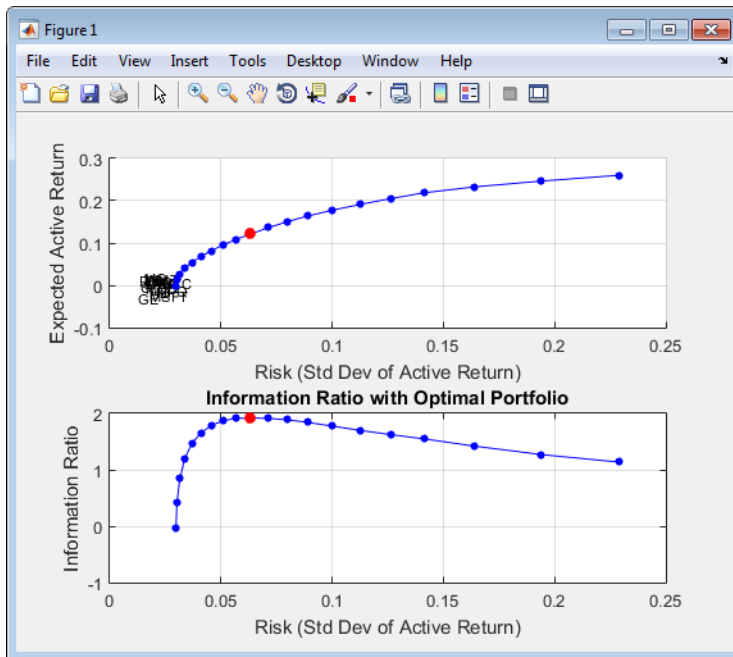 Figure 1
File Edit View Insert Tools Desktop Window Help
0.3
0.2
0.1
0
-0.1
Expected Active Return
GE
MSFT
0 0.05 0.1 0.15 0.2 0.25
Risk (Std Dev of Active Return)
Information Ratio with Optimal Portfolio
2
1
0
-1
Information Ratio
0 0.05 0.1 0.15 0.2 0.25
Risk (Std Dev of Active Return)